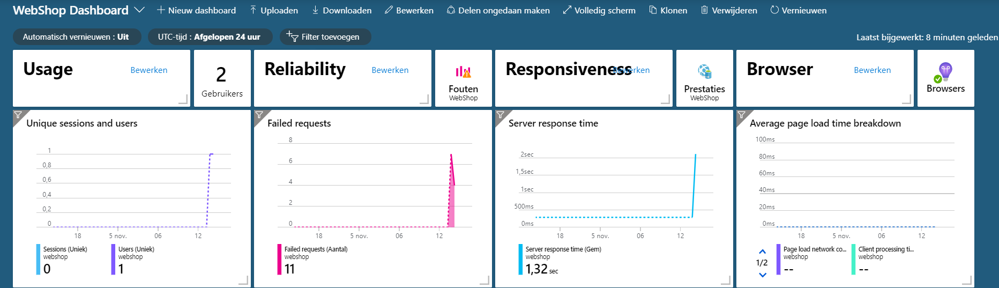 WebShop Dashboard
Nieuw dashboard
Uploaden
Downloaden
Bewerken
Delen ongedaan maken
Volledig scherm
Klonen
Verwijderen
Vernieuwen
Automatisch vernieuwen : Uit
UTC-tijd : Afgelopen 24 uur
Filter toevoegen
Laatst bijgewerkt: 8 minuten geleden
Usage
Bewerken
2
Gebruikers
Reliability
Bewerken
Fouten
WebShop
Responsiveness
Bewerken
Prestaties
WebShop
Browser
Bewerken
Browsers
Unique sessions and users
1
0,8
0,6
0,4
0,2
0
18
5 nov.
06
12
Sessions (Uniek)
webshop
0
Users (Uniek)
webshop
1
Failed requests
8
6
4
2
0
18
5 nov.
06
12
Failed requests (Aantal)
webshop
11
Server response time
2sec
1,5sec
1sec
500ms
0ms
18
5 nov.
06
12
Server response time (Gem)
webshop
1,32 sec
Average page load time breakdown
100ms
80ms
60ms
40ms
20ms
0ms
18
5 nov.
06
12
1/2
Page load network co...
webshop
--
Client processing ti...
webshop
--